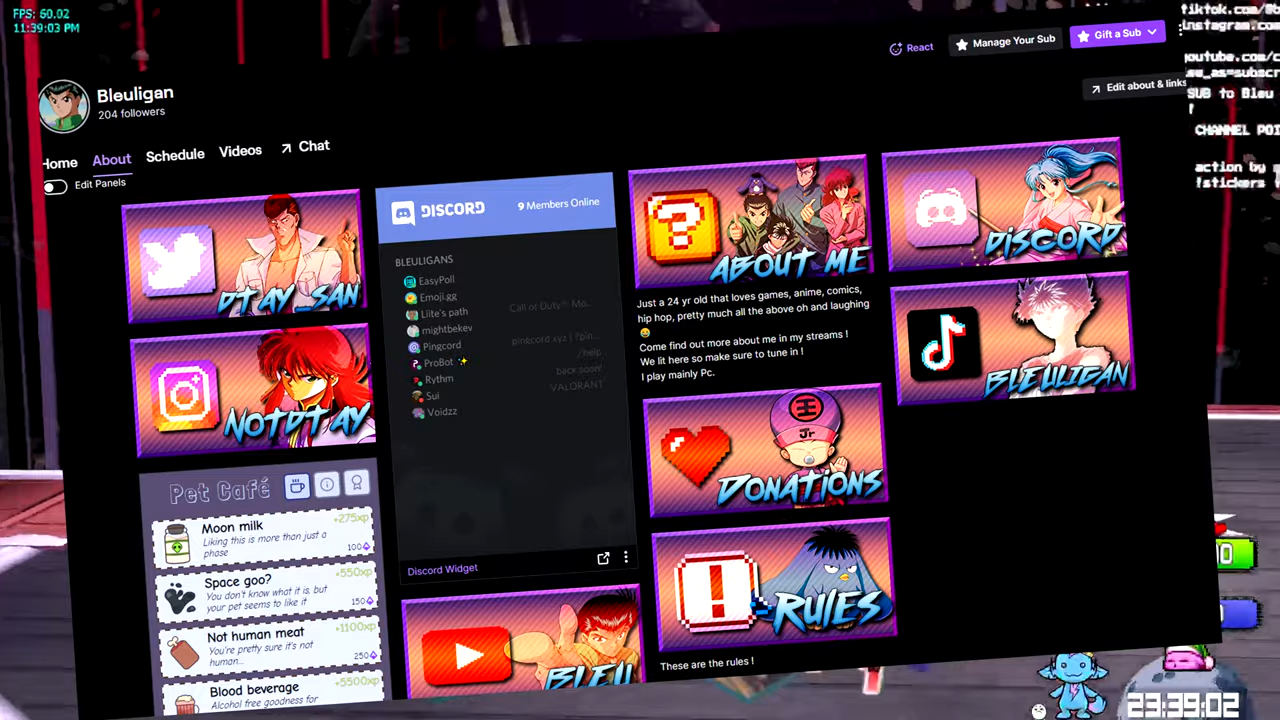 FPS: 60.02
11:39:03 PM
tiktok.com/@b
instagram.com
youtube.com/c
SUB to Bleu
!
CHANNEL POI
action by
!stickers
React
Manage Your Sub
Gift a Sub
Bleuligan
204 followers
Edit about & links
Home
About
Schedule
Videos
Chat
Edit Panels
DTAY_SAN
NOTDTAY
Pet Café
Moon milk
+275xp
Liking this is more than just a
phase
100
Space goo?
+550xp
You don't know what it is, but
your pet seems to like it
150
Not human meat
+1100xp
You're pretty sure it's not
human...
250
Blood beverage
+5500xp
Alcohol free goodness for
DISCORD
9 Members Online
BLEULIGANS
EasyPoll
Emoji.gg
Call of Duty® Mo...
Liite's path
mightbekev
Pingcord
pingcord.xyz | ?pin...
ProBot ✨
/help
Rythm
back soon!
Sui
VALORANT
Voidzz
Discord Widget
BLEU
ABOUT ME
Just a 24 yr old that loves games, anime, comics,
hip hop, pretty much all the above oh and laughing
😄
Come find out more about me in my streams !
We lit here so make sure to tune in !
I play mainly Pc.
王
Jr
DONATIONS
RULES
These are the rules !
DISCORD
BLEULIGAN
23:39:02